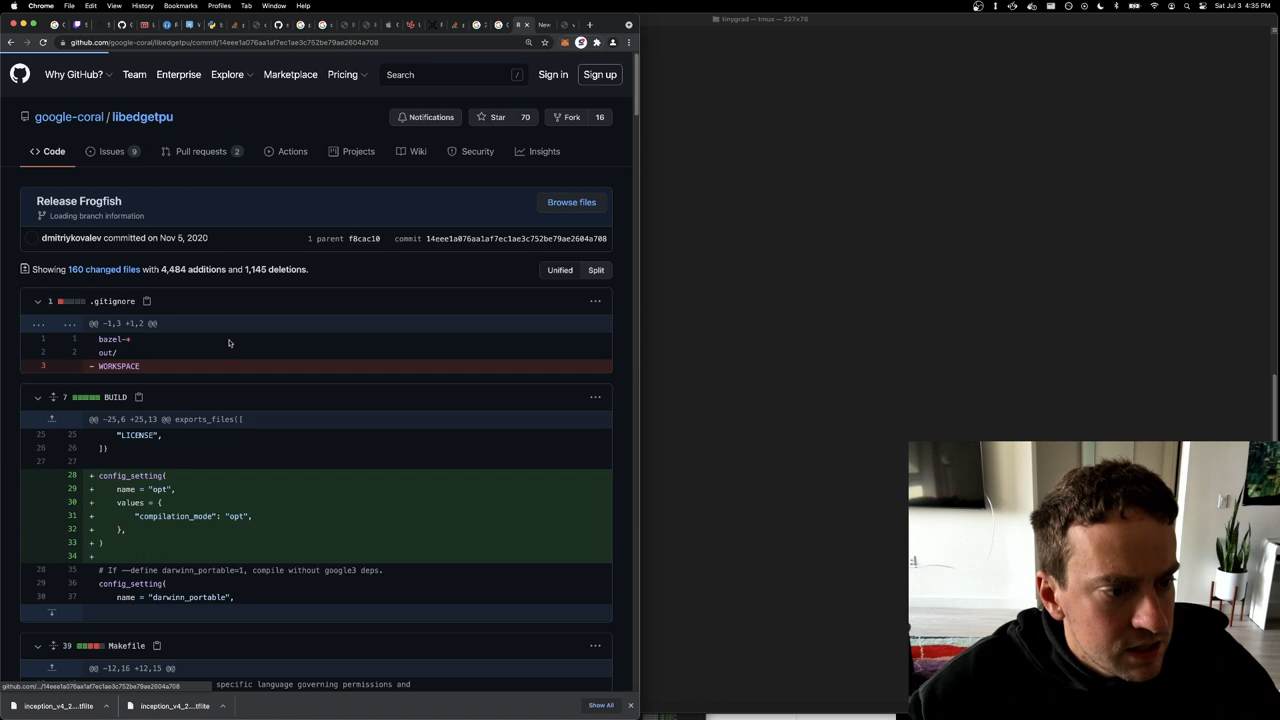 Chrome File Edit View History Bookmarks Profiles Tab Window Help
Sat Jul 3 4:35 PM
New
tinygrad — tmux — 227x76
github.com/google-coral/libedgetpu/commit/14eee1a076aa1af7ec1ae3c752be79ae2604a708
Why GitHub? Team Enterprise Explore Marketplace Pricing Search / Sign in Sign up
google-coral / libedgetpu
Notifications Star 70 Fork 16
<> Code Issues 9 Pull requests 2 Actions Projects Wiki Security Insights
Release Frogfish
Loading branch information
Browse files
dmitriykovalev committed on Nov 5, 2020 1 parent f8cac10 commit 14eee1a076aa1af7ec1ae3c752be79ae2604a708
Showing 160 changed files with 4,484 additions and 1,145 deletions.
Unified Split
1 .gitignore ...
... ... @@ -1,3 +1,2 @@
1 1 bazel-*
2 2 out/
3 - WORKSPACE
7 BUILD ...
@@ -25,6 +25,13 @@ exports_files([
25 25 "LICENSE",
26 26 ])
27 27
28 + config_setting(
29 + name = "opt",
30 + values = {
31 + "compilation_mode": "opt",
32 + },
33 + )
34 +
28 35 # If --define darwinn_portable=1, compile without google3 deps.
29 36 config_setting(
30 37 name = "darwinn_portable",
39 Makefile ...
@@ -12,16 +12,15 @@
specific language governing permissions and
github.com/.../14eee1a076aa1af7ec1ae3c752be79ae2604a708
inception_v4_2....tflite
inception_v4_2....tflite
Show All